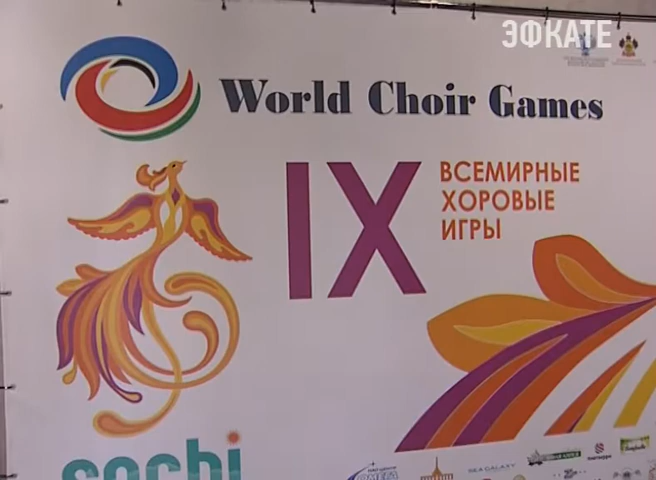 ЭФКАТЕ
World Choir Games
IX
ВСЕМИРНЫЕ
ХОРОВЫЕ
ИГРЫ
sochi
SEA GALAXY